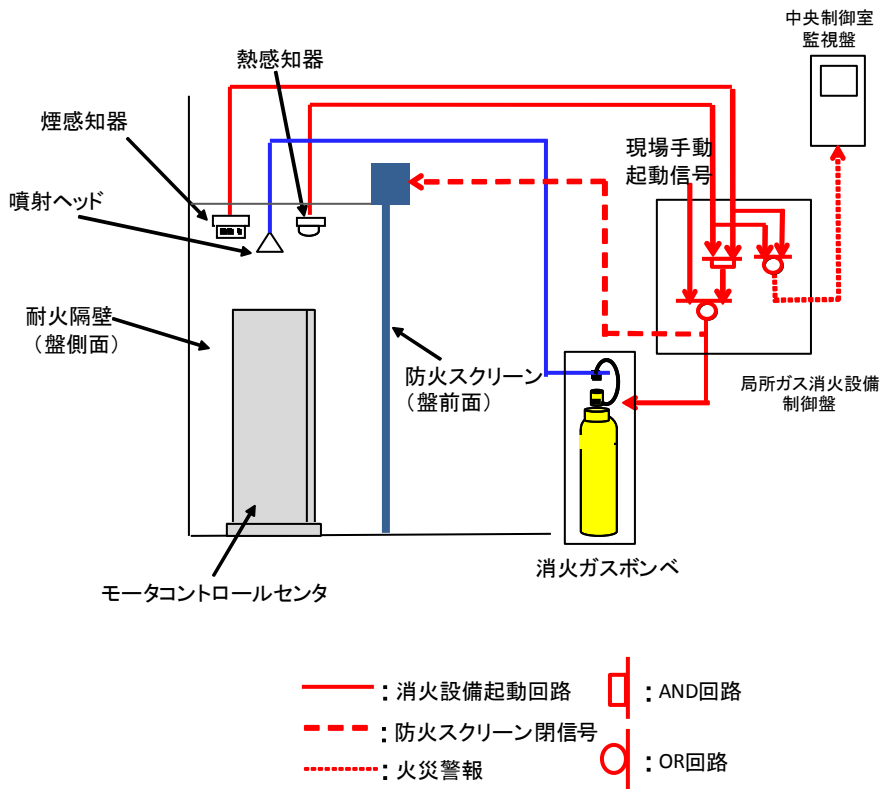 中央制御室
監視盤
熱感知器
煙感知器
現場手動
起動信号
噴射ヘッド
耐火隔壁
（盤側面）
防火スクリーン
（盤前面）
局所ガス消火設備
制御盤
消火ガスボンベ
モータコントロールセンタ
：消火設備起動回路
：AND回路
：防火スクリーン閉信号
：火災警報
：OR回路